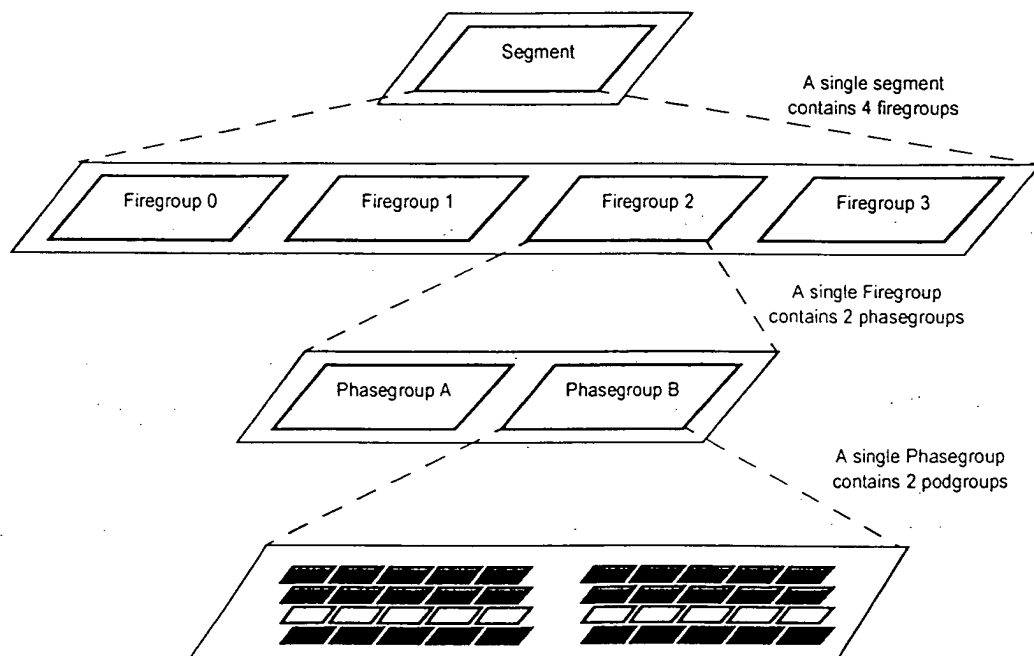 Segment
A single segment
contains 4 firegroups
Firegroup 0
Firegroup 1
Firegroup 2
Firegroup 3
A single Firegroup
contains 2 phasegroups
Phasegroup A
Phasegroup B
A single Phasegroup
contains 2 podgroups